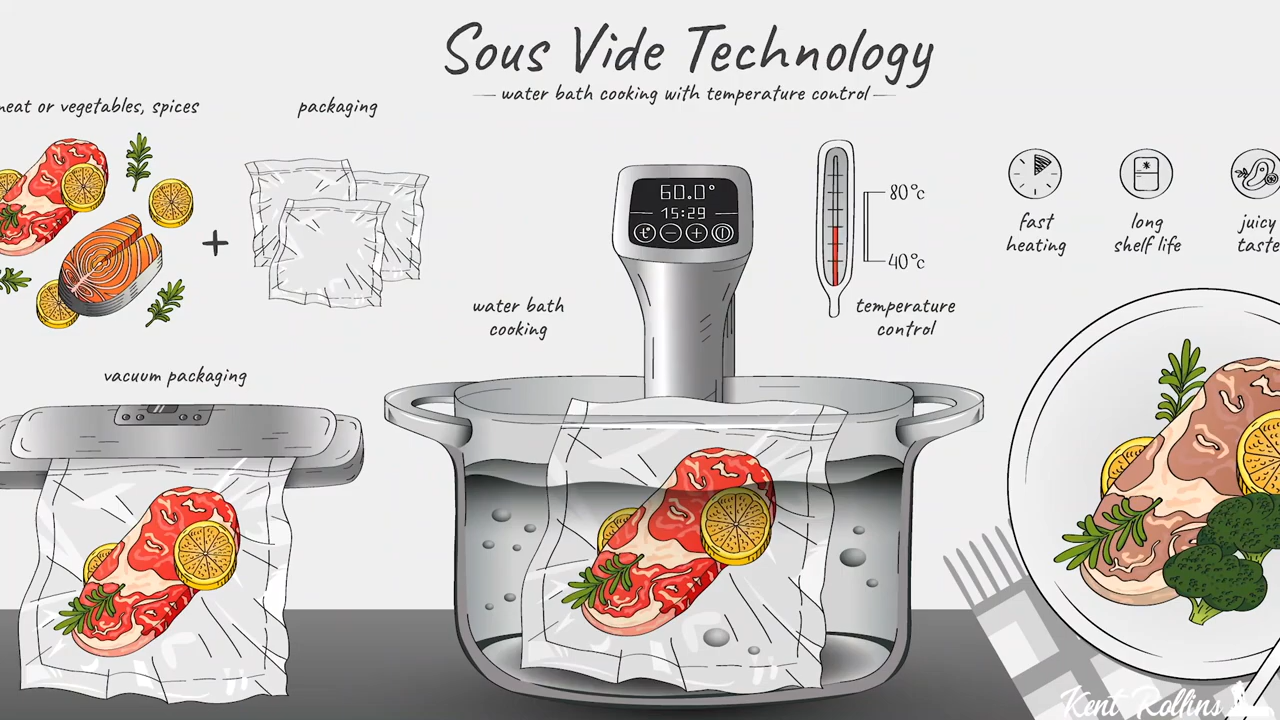 Sous Vide Technology
water bath cooking with temperature control
meat or vegetables, spices
packaging
60.0°
15:29
80°c
40°c
fast
heating
long
shelf life
juicy
taste
water bath
cooking
temperature
control
vacuum packaging
Kent Rollins